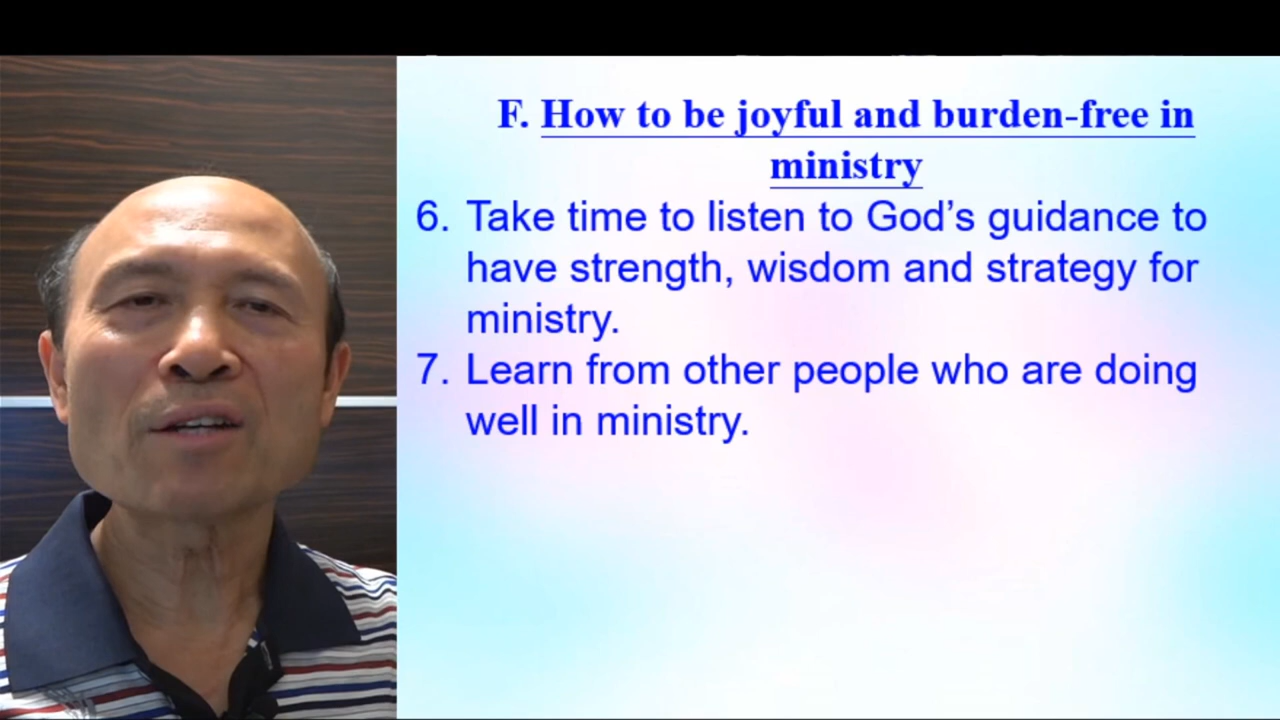 F. How to be joyful and burden-free in
ministry
6. Take time to listen to God’s guidance to
have strength, wisdom and strategy for
ministry.
7. Learn from other people who are doing
well in ministry.